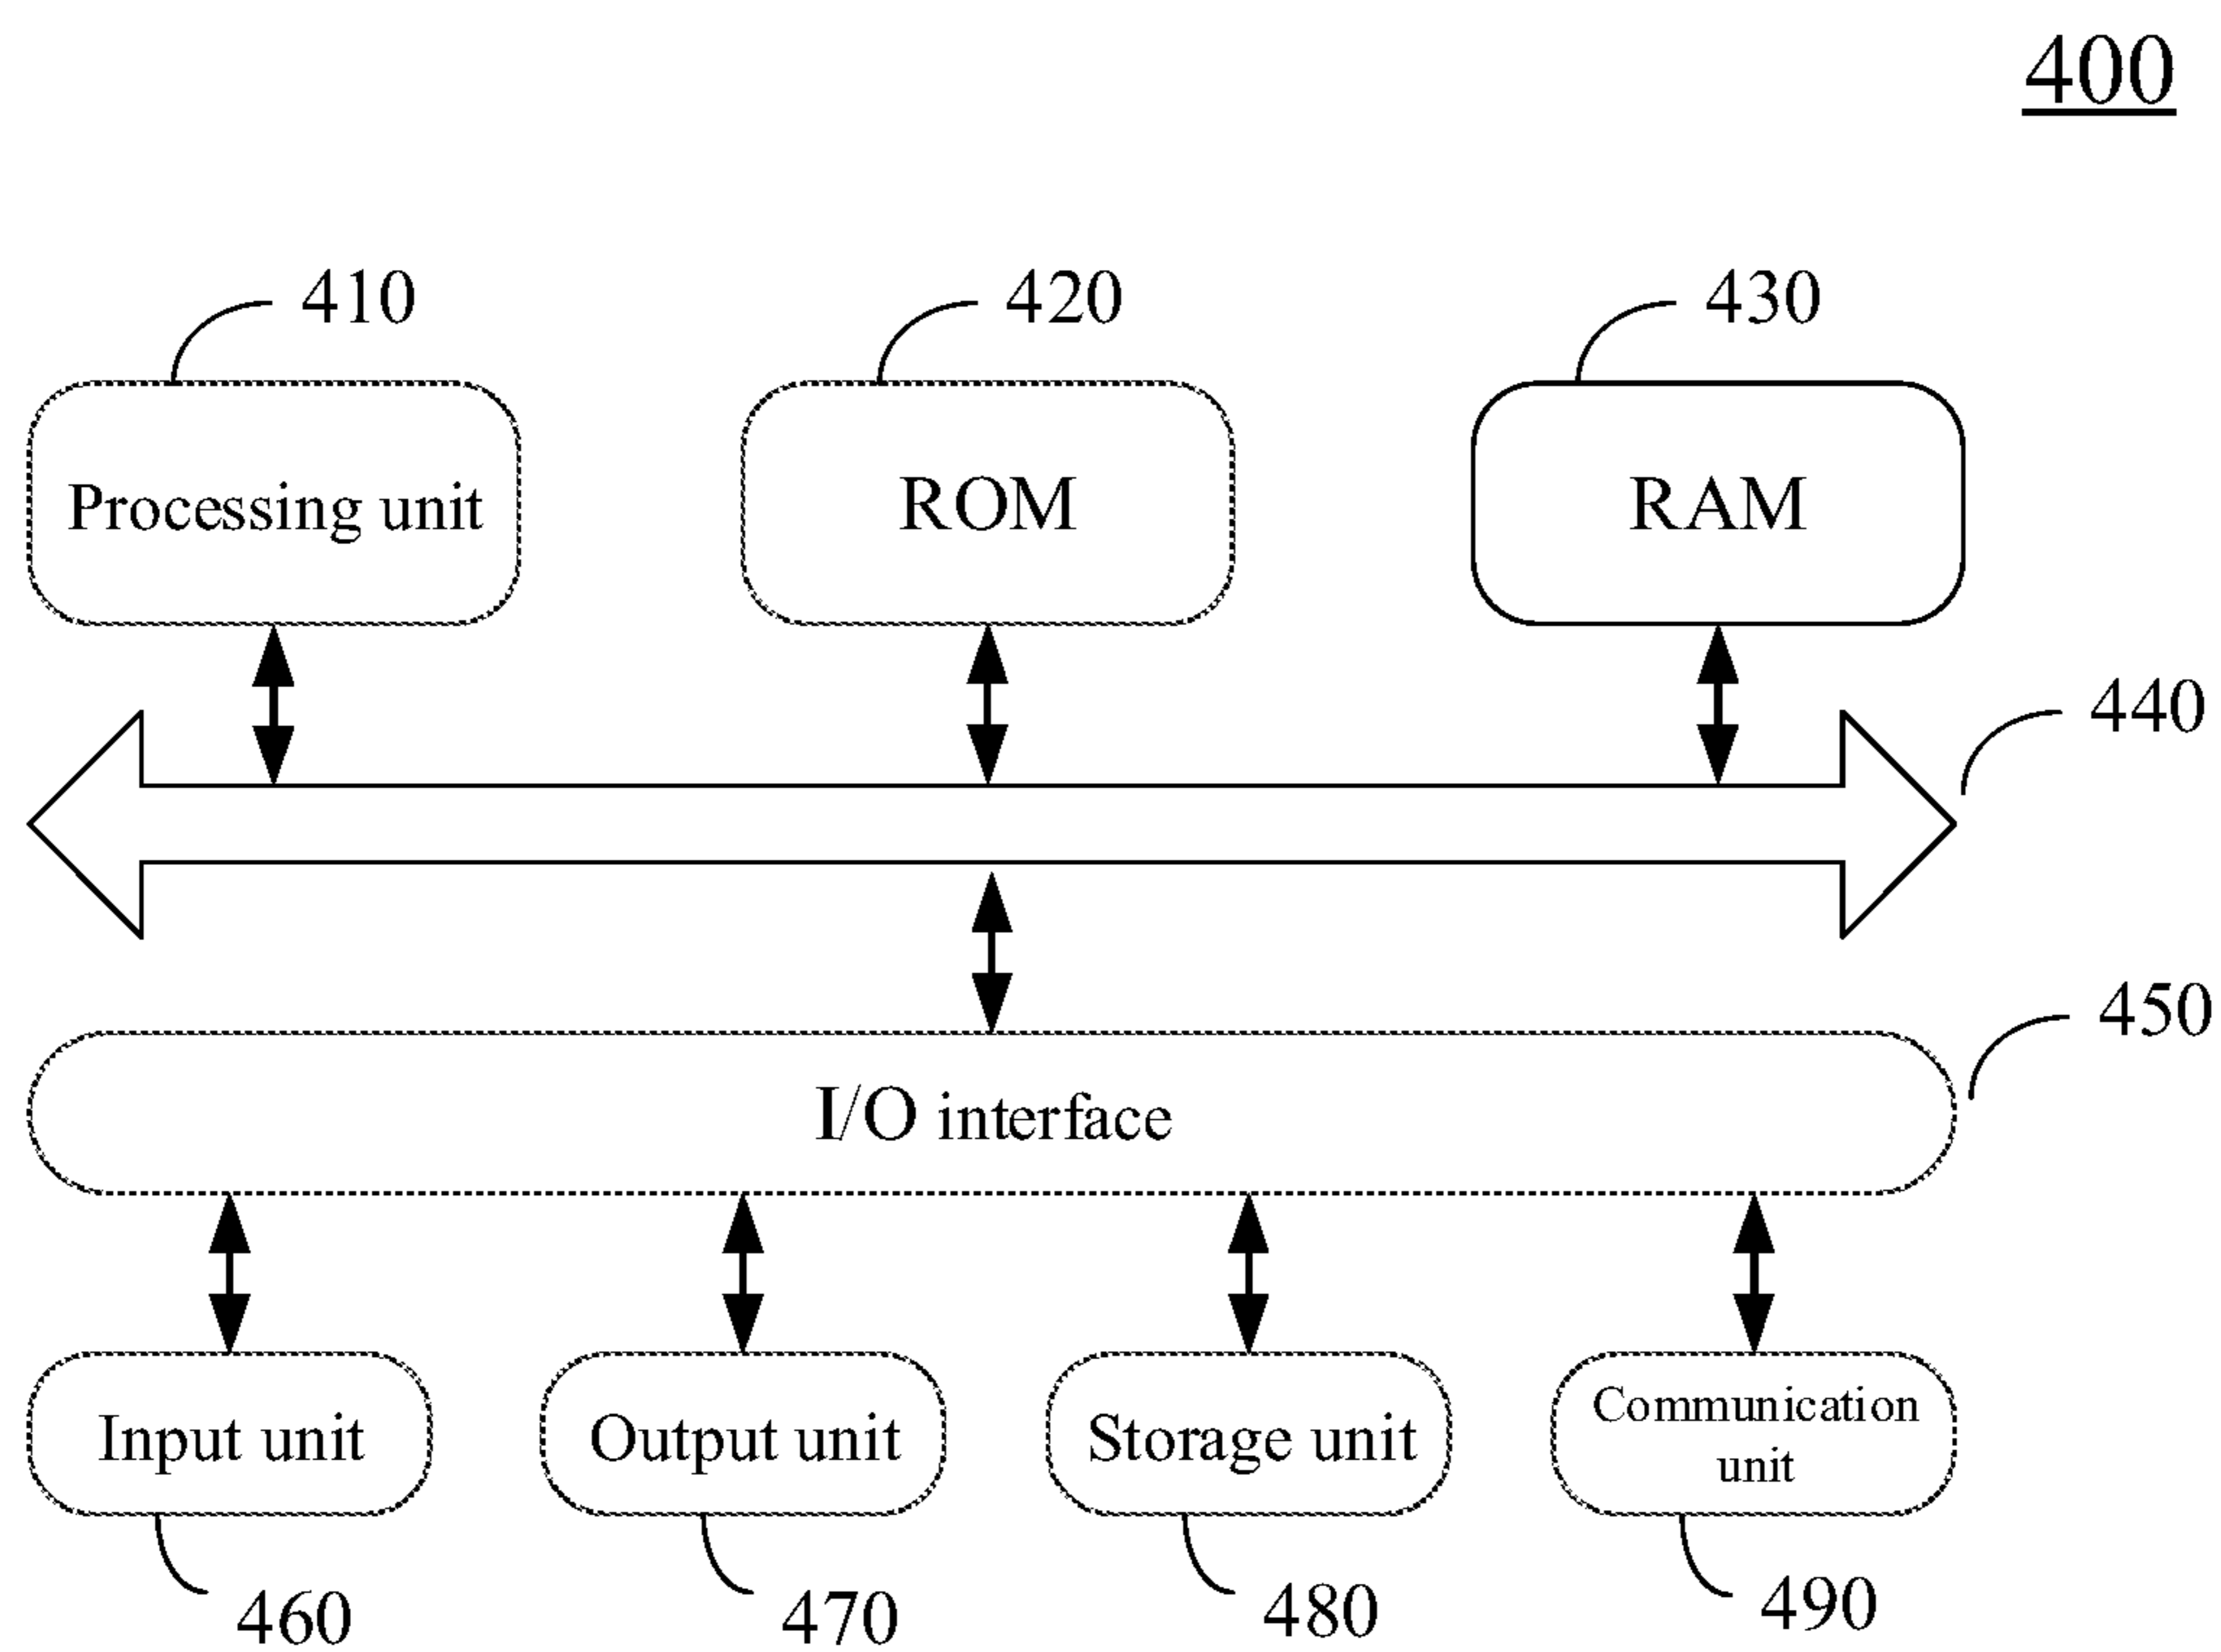 400
410
420
430
Processing unit
ROM
RAM
440
450
I/O interface
Input unit
Output unit
Storage unit
Communication
unit
460
470
480
490